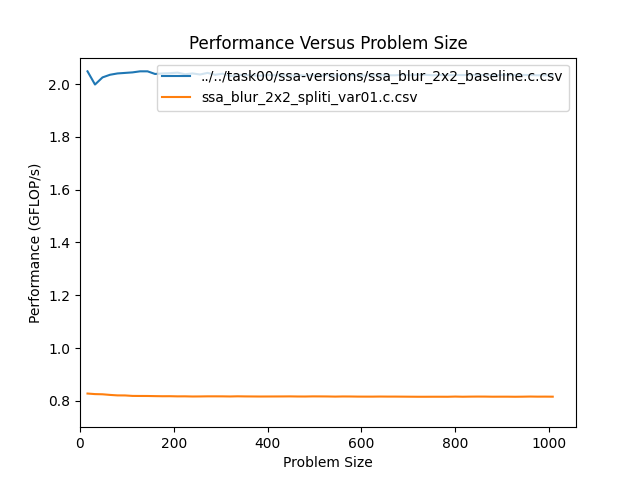 Performance Versus Problem Size
../../task00/ssa-versions/ssa_blur_2x2_baseline.c.csv
ssa_blur_2x2_spliti_var01.c.csv
Performance (GFLOP/s)
2.0
1.8
1.6
1.4
1.2
1.0
0.8
0
200
400
600
800
1000
Problem Size